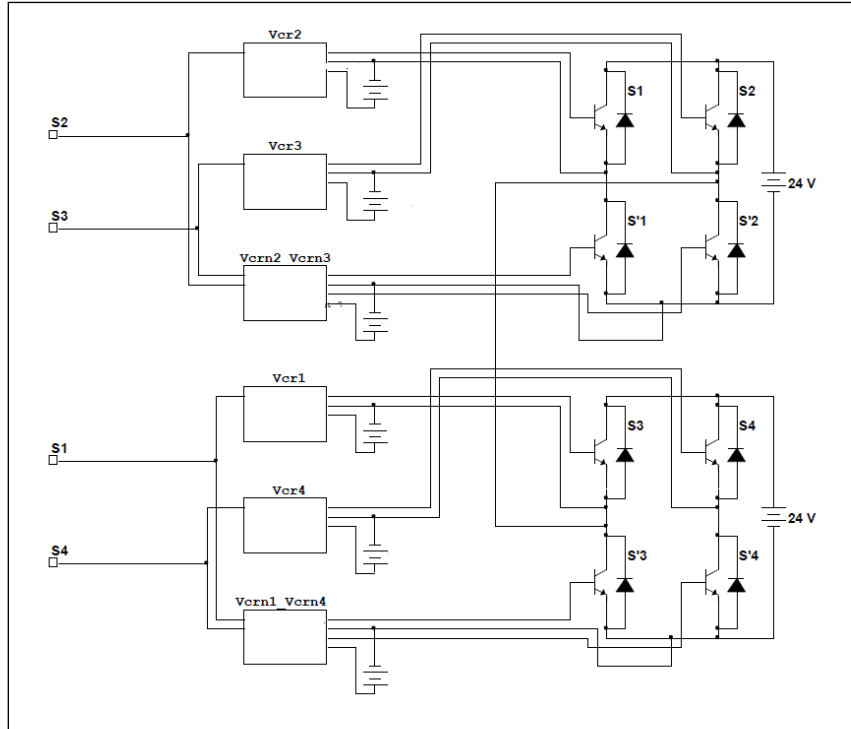 Vcr2
S1
S2
S2
Vcr3
24 V
S3
S'1
S'2
Vcrn2_Vcrn3
Vcr1
S3
S4
S1
Vcr4
24 V
S4
S'3
S'4
Vcrn1_Vcrn4